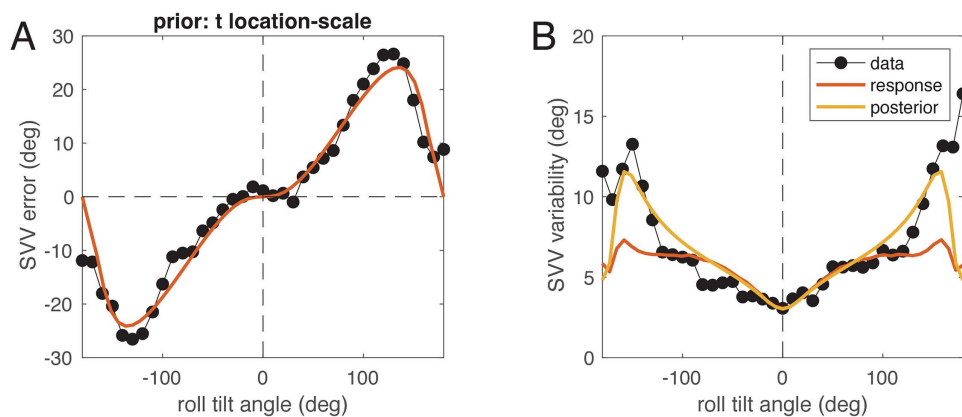 A
prior: t location-scale
30
20
10
0
-10
-20
-30
SVV error (deg)
-100
0
100
roll tilt angle (deg)
B
20
15
10
5
0
SVV variability (deg)
data
response
posterior
-100
0
100
roll tilt angle (deg)